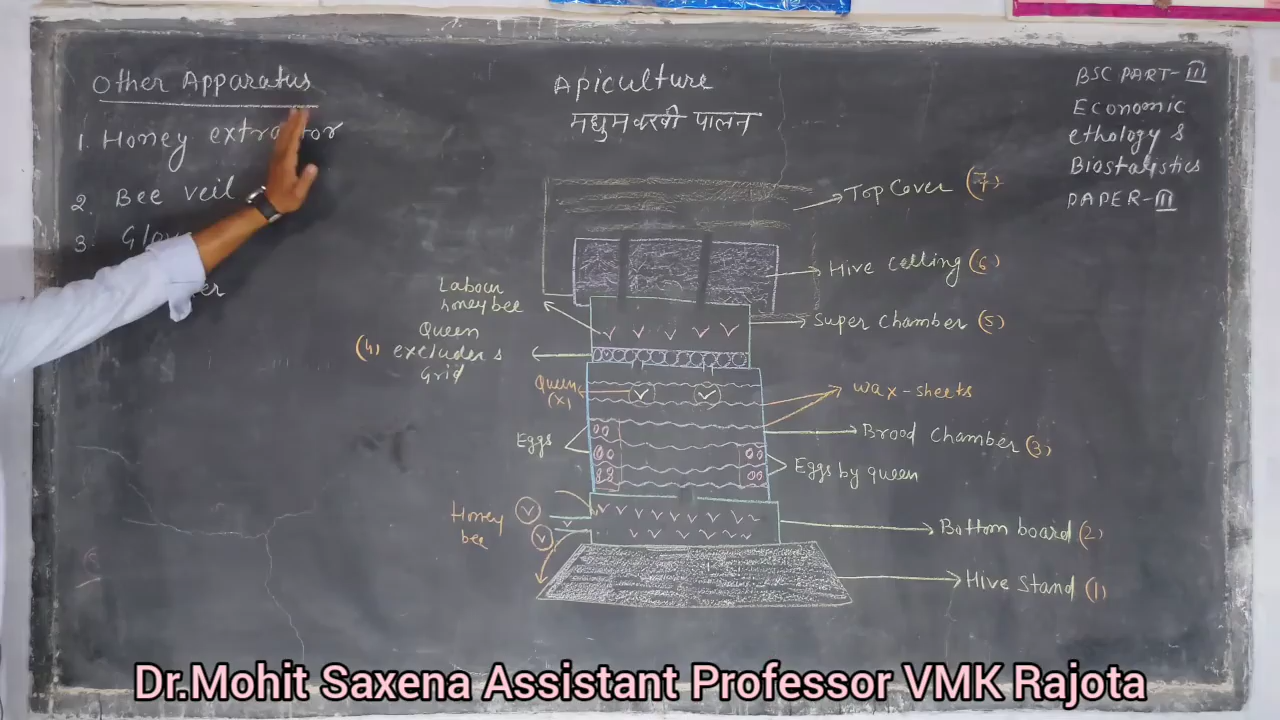 Other Apparatus
1. Honey extractor
2. Bee veil
3.
Apiculture
मधुमक्खी पालन
BSC PART-III
Economic
ethology &
Biostatistics
PAPER-III
Top Cover (7)
Hive Celling (6)
Super Chamber (5)
Wax-sheets
Brood Chamber (3)
Eggs by queen
Bottom board (2)
Hive Stand (1)
Labour
honey bee
Queen
(4) excluder &
Grid
Queen
(X)
Eggs
Honey
bee
Dr.Mohit Saxena Assistant Professor VMK Rajota